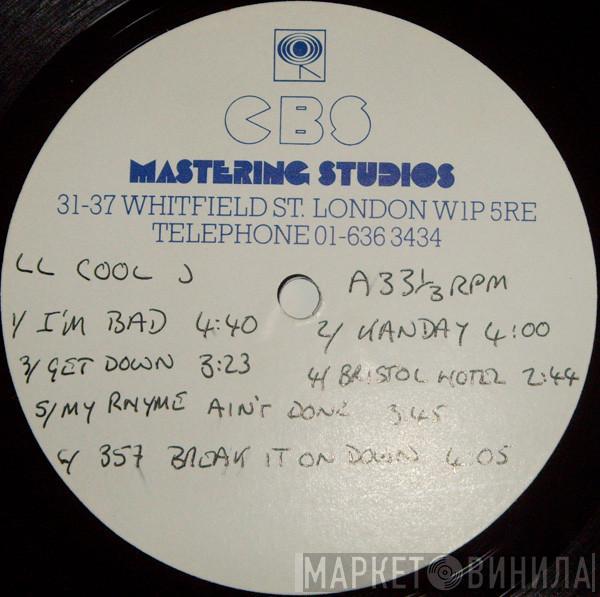 CBS
MASTERING STUDIOS
31-37 WHITFIELD ST. LONDON W1P 5RE
TELEPHONE 01-636 3434
LL COOL J A 33⅓ RPM
1/ I'M BAD 4:40 2/ KANDAY 4:00
3/ GET DOWN 3:23 4/ BRISTOL HOTEL 2:44
5/ MY RHYME AIN'T DONE 3.45
6/ 357 BREAK IT ON DOWN 4.05
МАРКЕТ ВИНИЛА